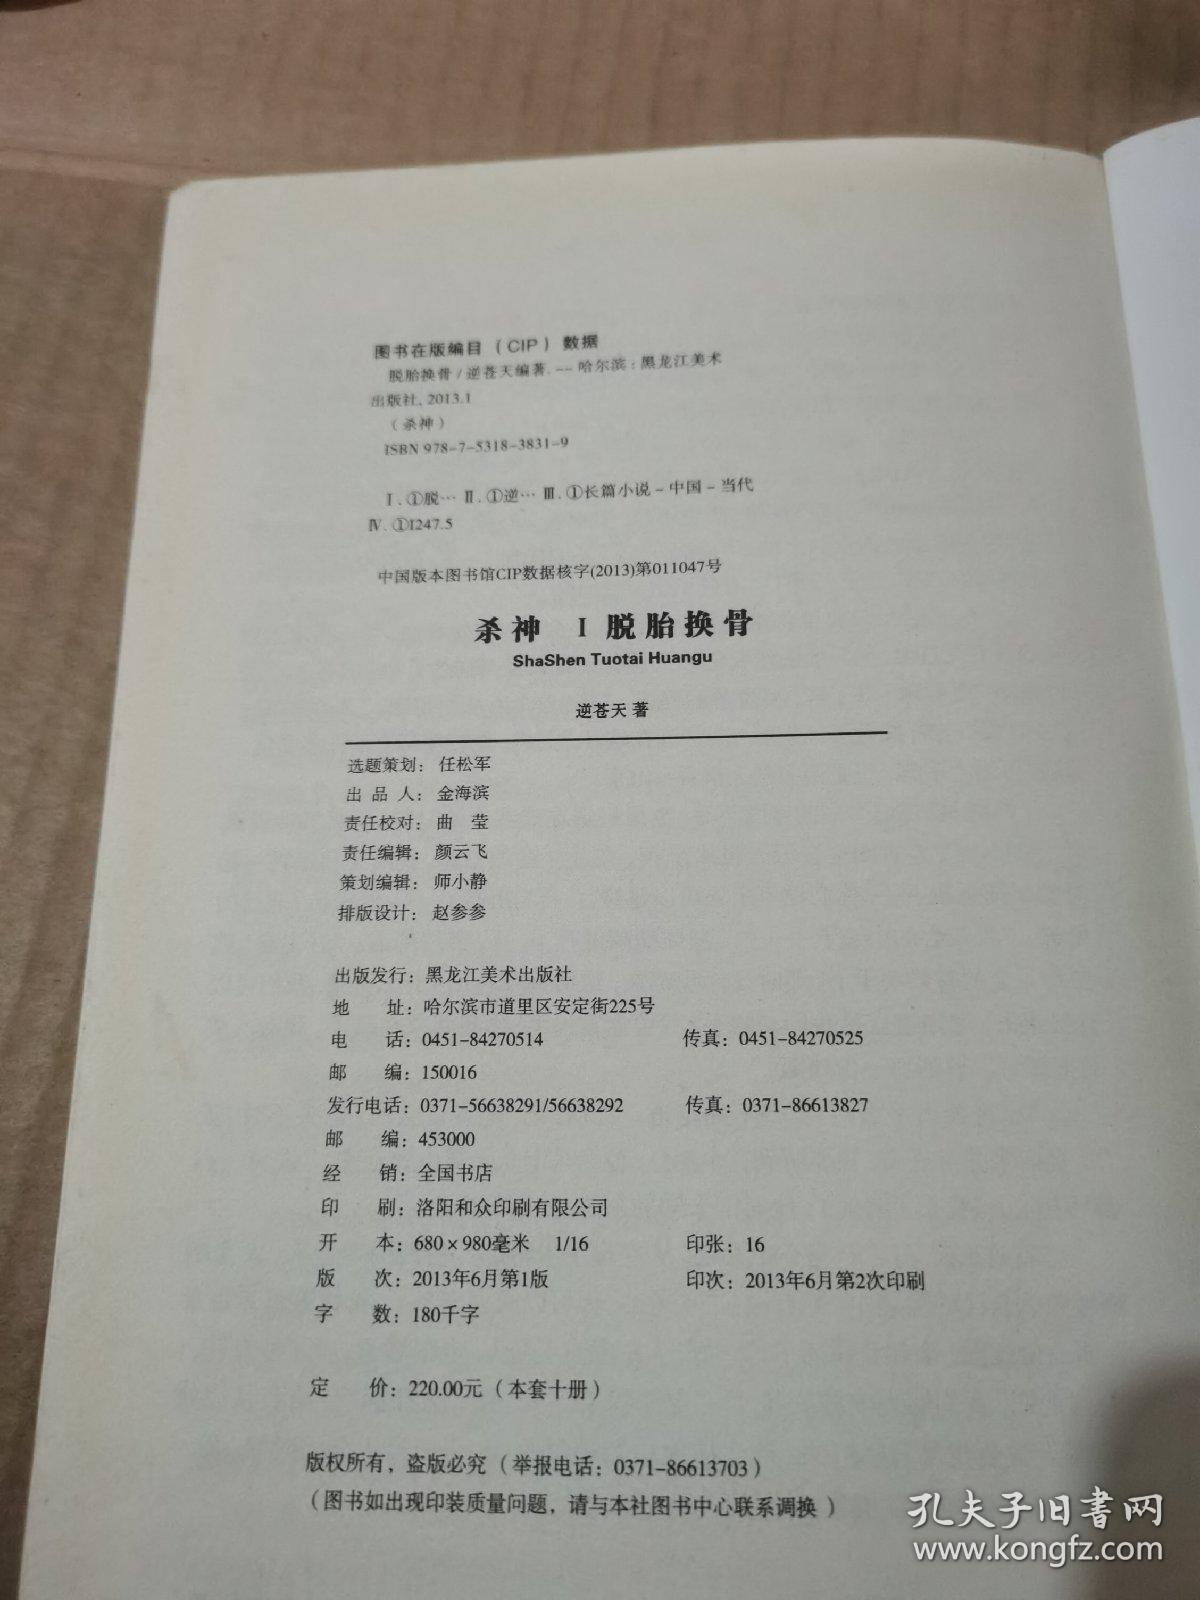 图书在版编目（CIP）数据
脱胎换骨/逆苍天编著.--哈尔滨：黑龙江美术
出版社，2013.1
（杀神）
ISBN 978-7-5318-3831-9
Ⅰ.①脱… Ⅱ.①逆… Ⅲ.①长篇小说-中国-当代
Ⅳ.①I247.5
中国版本图书馆CIP数据核字(2013)第011047号
杀神 Ⅰ 脱胎换骨
ShaShen Tuotai Huangu
逆苍天 著
选题策划：任松军
出 品 人：金海滨
责任校对：曲　莹
责任编辑：颜云飞
策划编辑：师小静
排版设计：赵参参
出版发行：黑龙江美术出版社
地　　址：哈尔滨市道里区安定街225号
电　　话：0451-84270514 传真：0451-84270525
邮　　编：150016
发行电话：0371-56638291/56638292 传真：0371-86613827
邮　　编：453000
经　　销：全国书店
印　　刷：洛阳和众印刷有限公司
开　　本：680×980毫米 1/16 印张：16
版　　次：2013年6月第1版 印次：2013年6月第2次印刷
字　　数：180千字
定　　价：220.00元（本套十册）
版权所有，盗版必究（举报电话：0371-86613703）
（图书如出现印装质量问题，请与本社图书中心联系调换）
孔夫子旧书网
www.kongfz.com